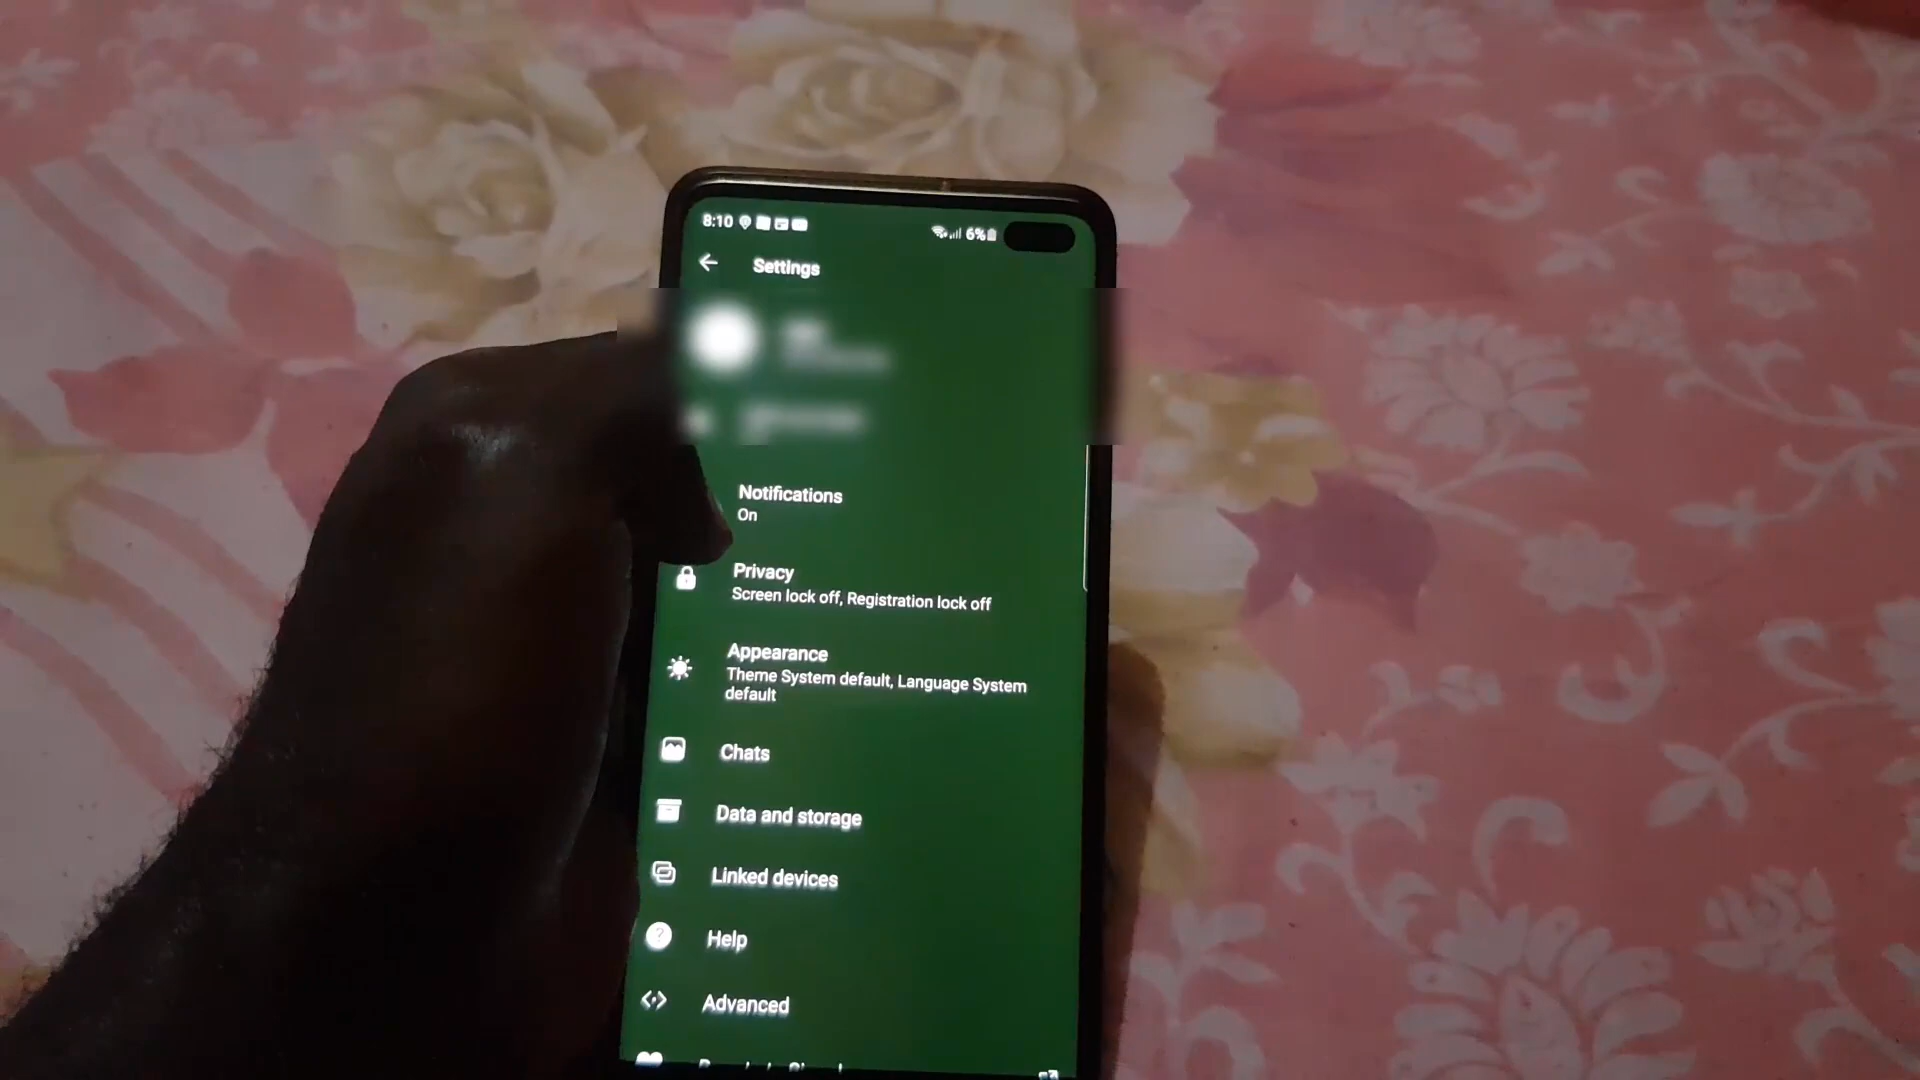 8:10
6%
Settings
Notifications
On
Privacy
Screen lock off, Registration lock off
Appearance
Theme System default, Language System
default
Chats
Data and storage
Linked devices
Help
Advanced